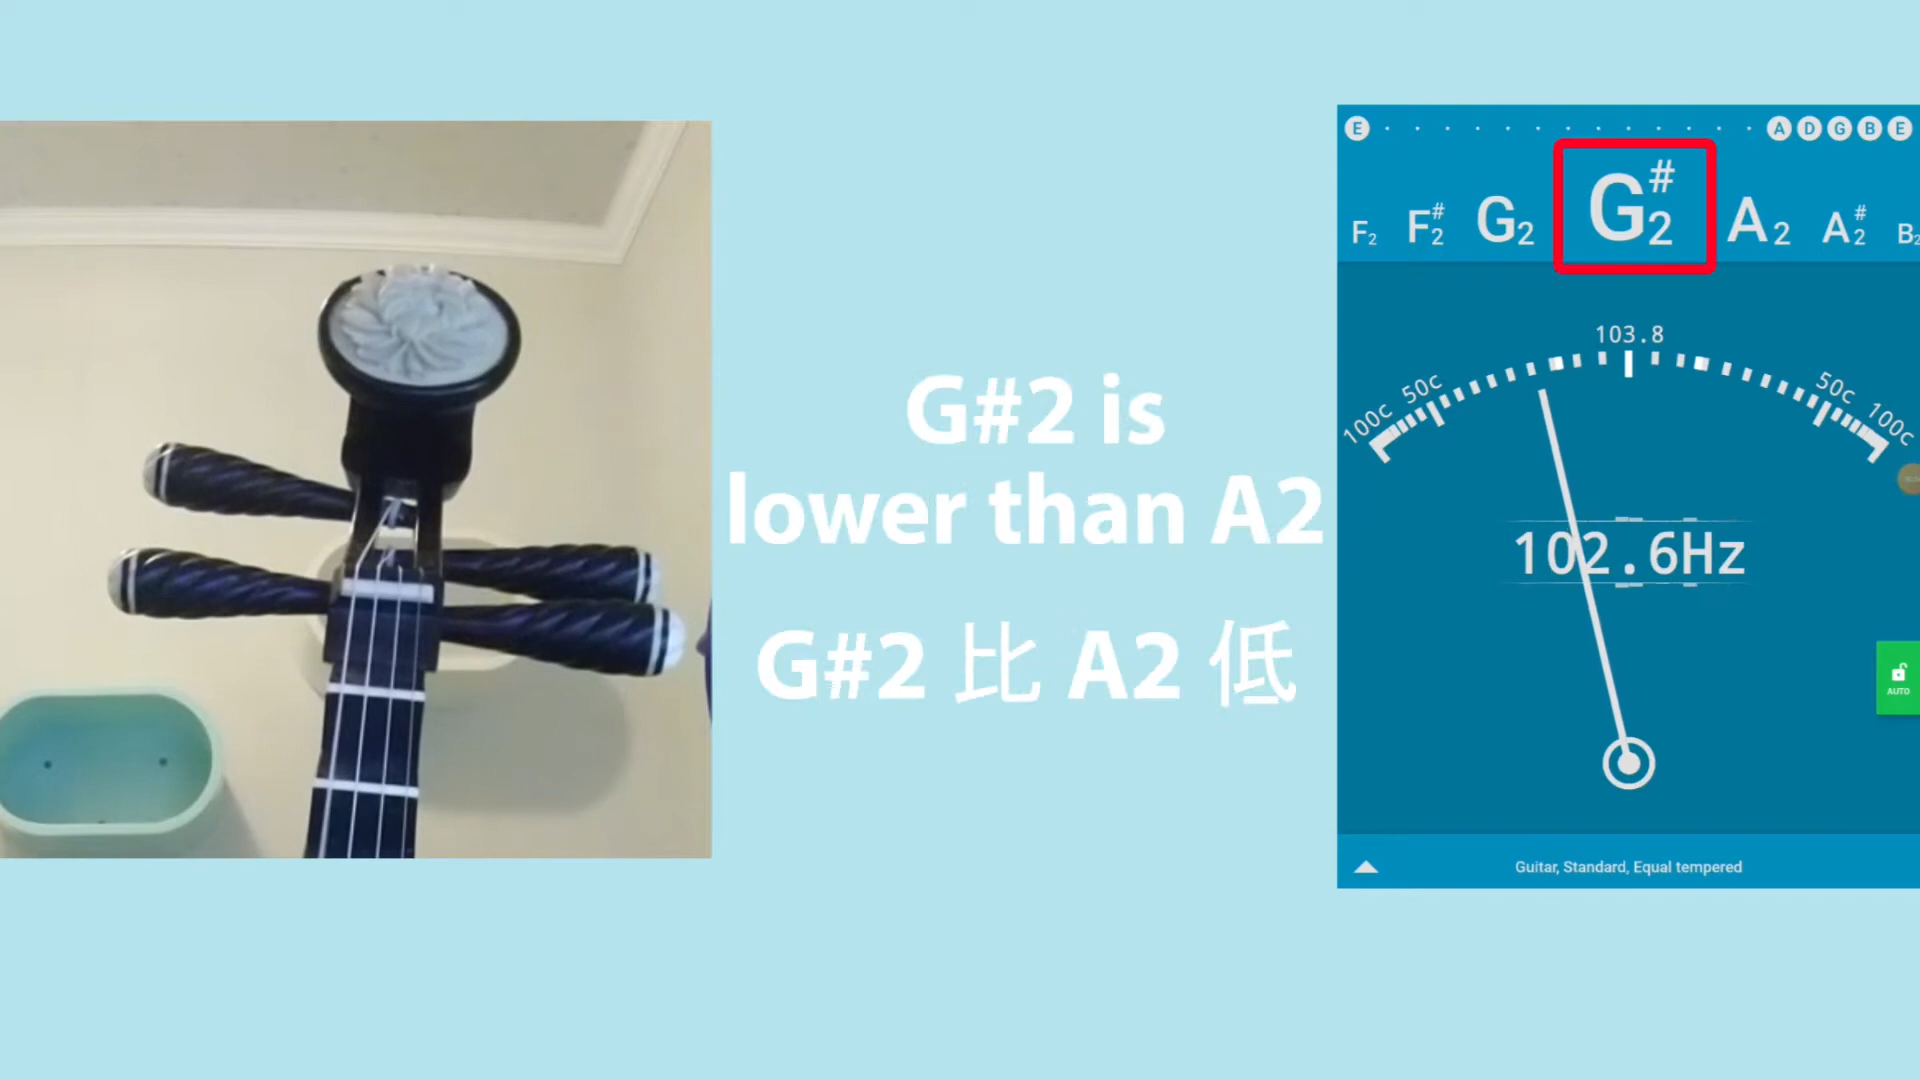 G#2 is
lower than A2
G#2 比 A2 低
E A D G B E
F2 F#2 G2 G#2 A2 A#2 B2
103.8
100c 50c 50c 100c
102.6Hz
AUTO
Guitar, Standard, Equal tempered